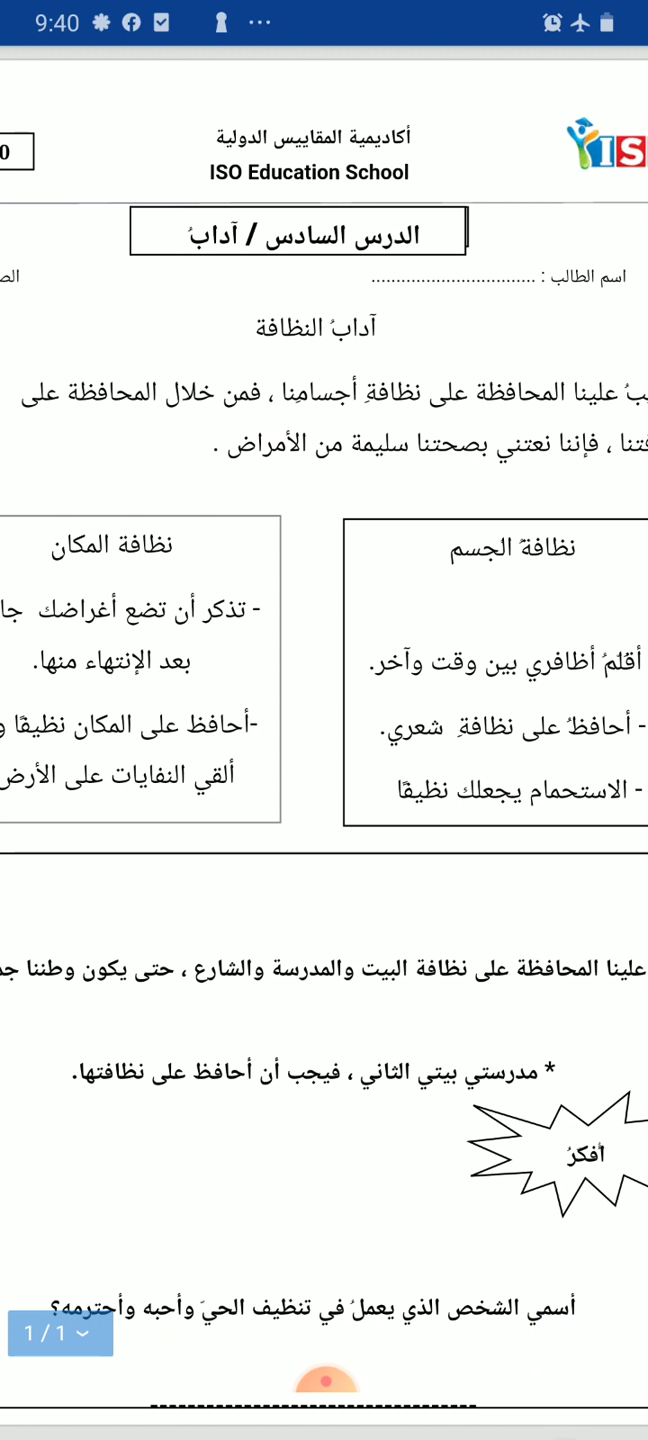 9:40
أكاديمية المقاييس الدولية
ISO Education School
IS
0
الدرس السادس / آدابُ
اسم الطالب : .................................
آدابُ النظافة
علينا المحافظة على نظافةِ أجسامِنا ، فمن خلال المحافظة على
، فإننا نعتني بصحتنا سليمة من الأمراض .
نظافةُ الجسم
أقلّمُ أظافري بين وقت وآخر.
- أحافظُ على نظافةِ شعري.
- الاستحمام يجعلك نظيفًا
نظافة المكان
- تذكر أن تضع أغراضك
بعد الإنتهاء منها.
-أحافظ على المكان نظيفًا و
ألقي النفايات على الأرض
علينا المحافظة على نظافة البيت والمدرسة والشارع ، حتى يكون وطننا
* مدرستي بيتي الثاني ، فيجب أن أحافظ على نظافتها.
أفكرُ
أسمي الشخص الذي يعملُ في تنظيف الحيّ وأحبه وأحترمه؟
1 / 1
---------------------------------